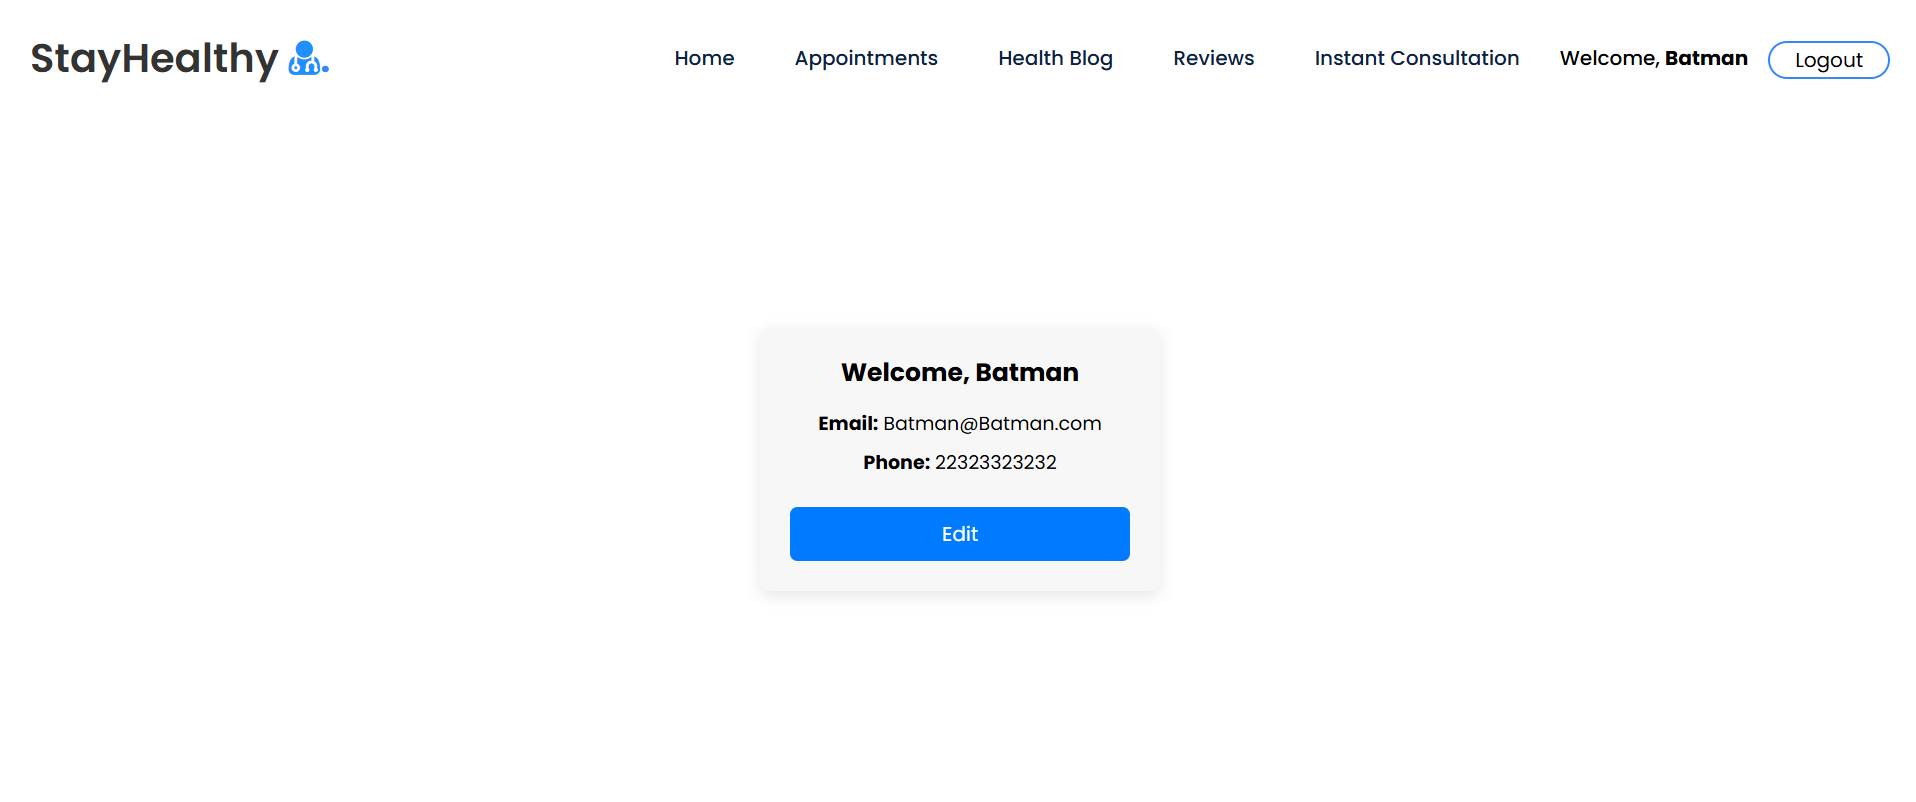 StayHealthy
Home Appointments Health Blog Reviews Instant Consultation Welcome, Batman Logout
Welcome, Batman
Email: Batman@Batman.com
Phone: 22323323232
Edit